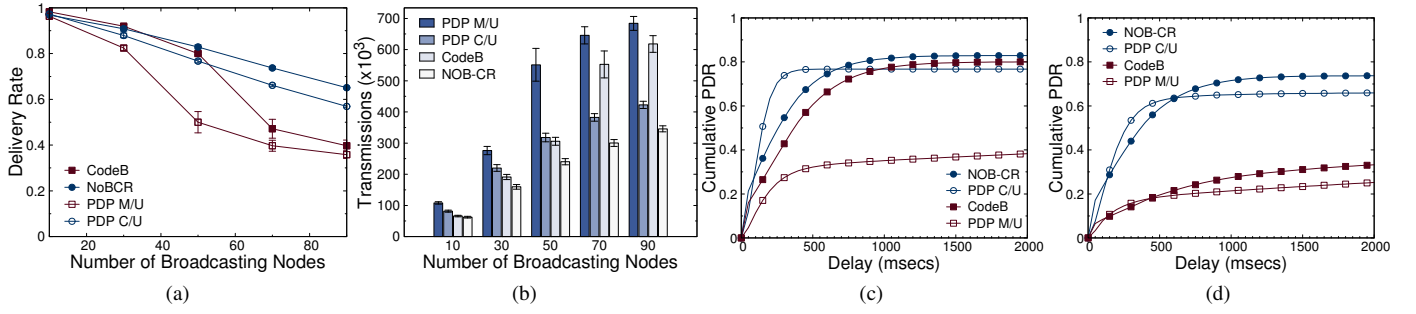 Delivery Rate
1
0.8
0.6
0.4
0.2
0
20
40
60
80
CodeB
NoBCR
PDP M/U
PDP C/U
Number of Broadcasting Nodes
(a)
Transmissions (x10³)
700
600
500
400
300
200
100
0
PDP M/U
PDP C/U
CodeB
NOB-CR
10
30
50
70
90
Number of Broadcasting Nodes
(b)
Cumulative PDR
1
0.8
0.6
0.4
0.2
0
0
500
1000
1500
2000
NOB-CR
PDP C/U
CodeB
PDP M/U
Delay (msecs)
(c)
Cumulative PDR
1
0.8
0.6
0.4
0.2
0
0
500
1000
1500
2000
NOB-CR
PDP C/U
CodeB
PDP M/U
Delay (msecs)
(d)